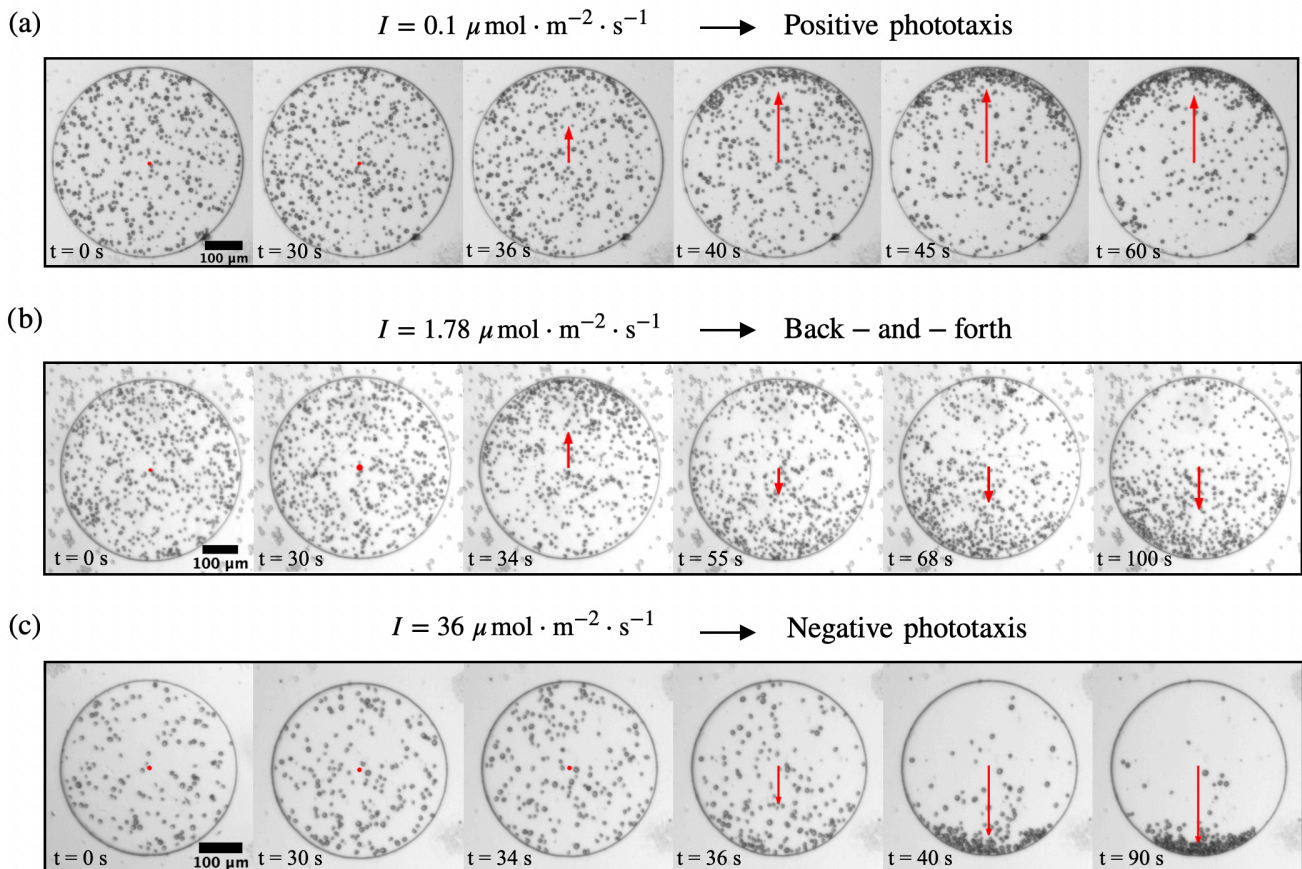 (a)
I = 0.1 μmol · m⁻² · s⁻¹ → Positive phototaxis
t = 0 s 100 μm t = 30 s t = 36 s t = 40 s t = 45 s t = 60 s
(b)
I = 1.78 μmol · m⁻² · s⁻¹ → Back – and – forth
t = 0 s 100 μm t = 30 s t = 34 s t = 55 s t = 68 s t = 100 s
(c)
I = 36 μmol · m⁻² · s⁻¹ → Negative phototaxis
t = 0 s 100 μm t = 30 s t = 34 s t = 36 s t = 40 s t = 90 s